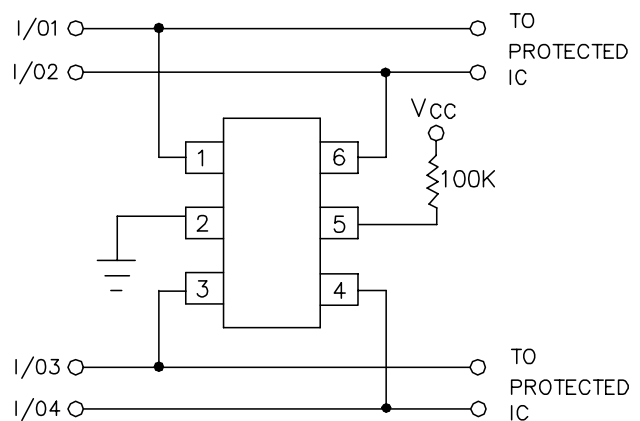 I/01
TO
PROTECTED
IC
I/02
VCC
100K
1
6
2
5
3
4
I/03
TO
PROTECTED
IC
I/04